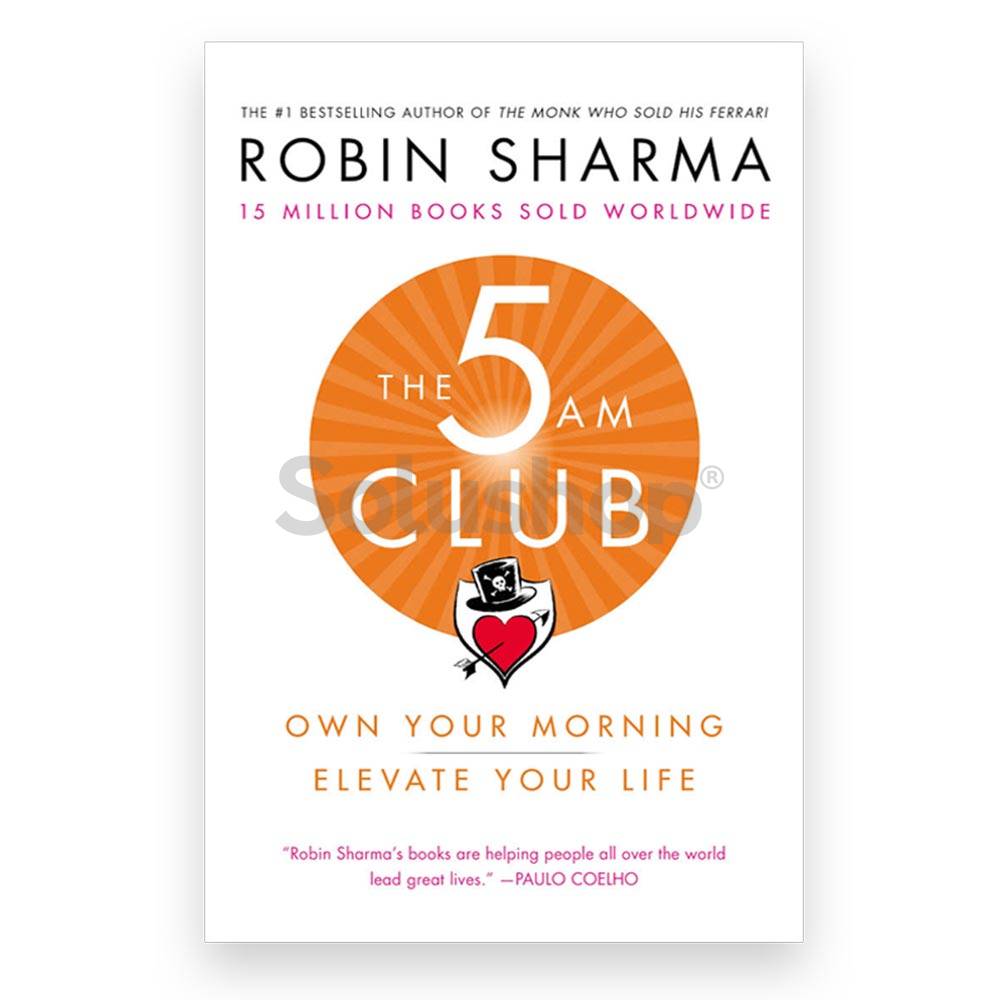 THE #1 BESTSELLING AUTHOR OF THE MONK WHO SOLD HIS FERRARI
ROBIN SHARMA
15 MILLION BOOKS SOLD WORLDWIDE
THE 5 AM
CLUB
Solushop®
OWN YOUR MORNING
ELEVATE YOUR LIFE
“Robin Sharma’s books are helping people all over the world
lead great lives.” —PAULO COELHO